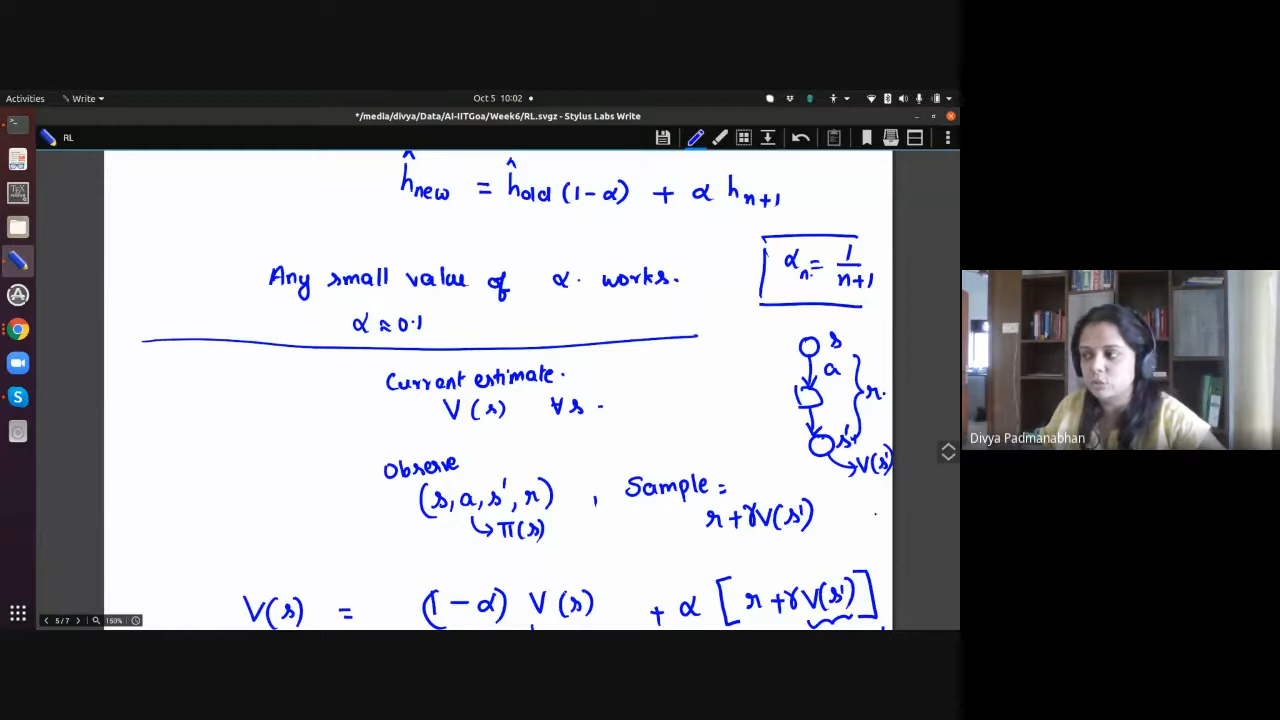 Activities Write Oct 5 10:02
*/media/divya/Data/AI-IITGoa/Week6/RL.svgz - Stylus Labs Write
RL
ĥnew = ĥold (1-α) + α hn+1
αn = 1/n+1
Any small value of α. works.
α ≈ 0.1
Current estimate.
V(s) ∀s.
s
a
r.
s'
V(s')
Observe
(s, a, s', r) , Sample =
π(s)
r+γV(s')
V(s) = (1-α) V(s) + α [r+γV(s')]
5/7 150%
Divya Padmanabhan